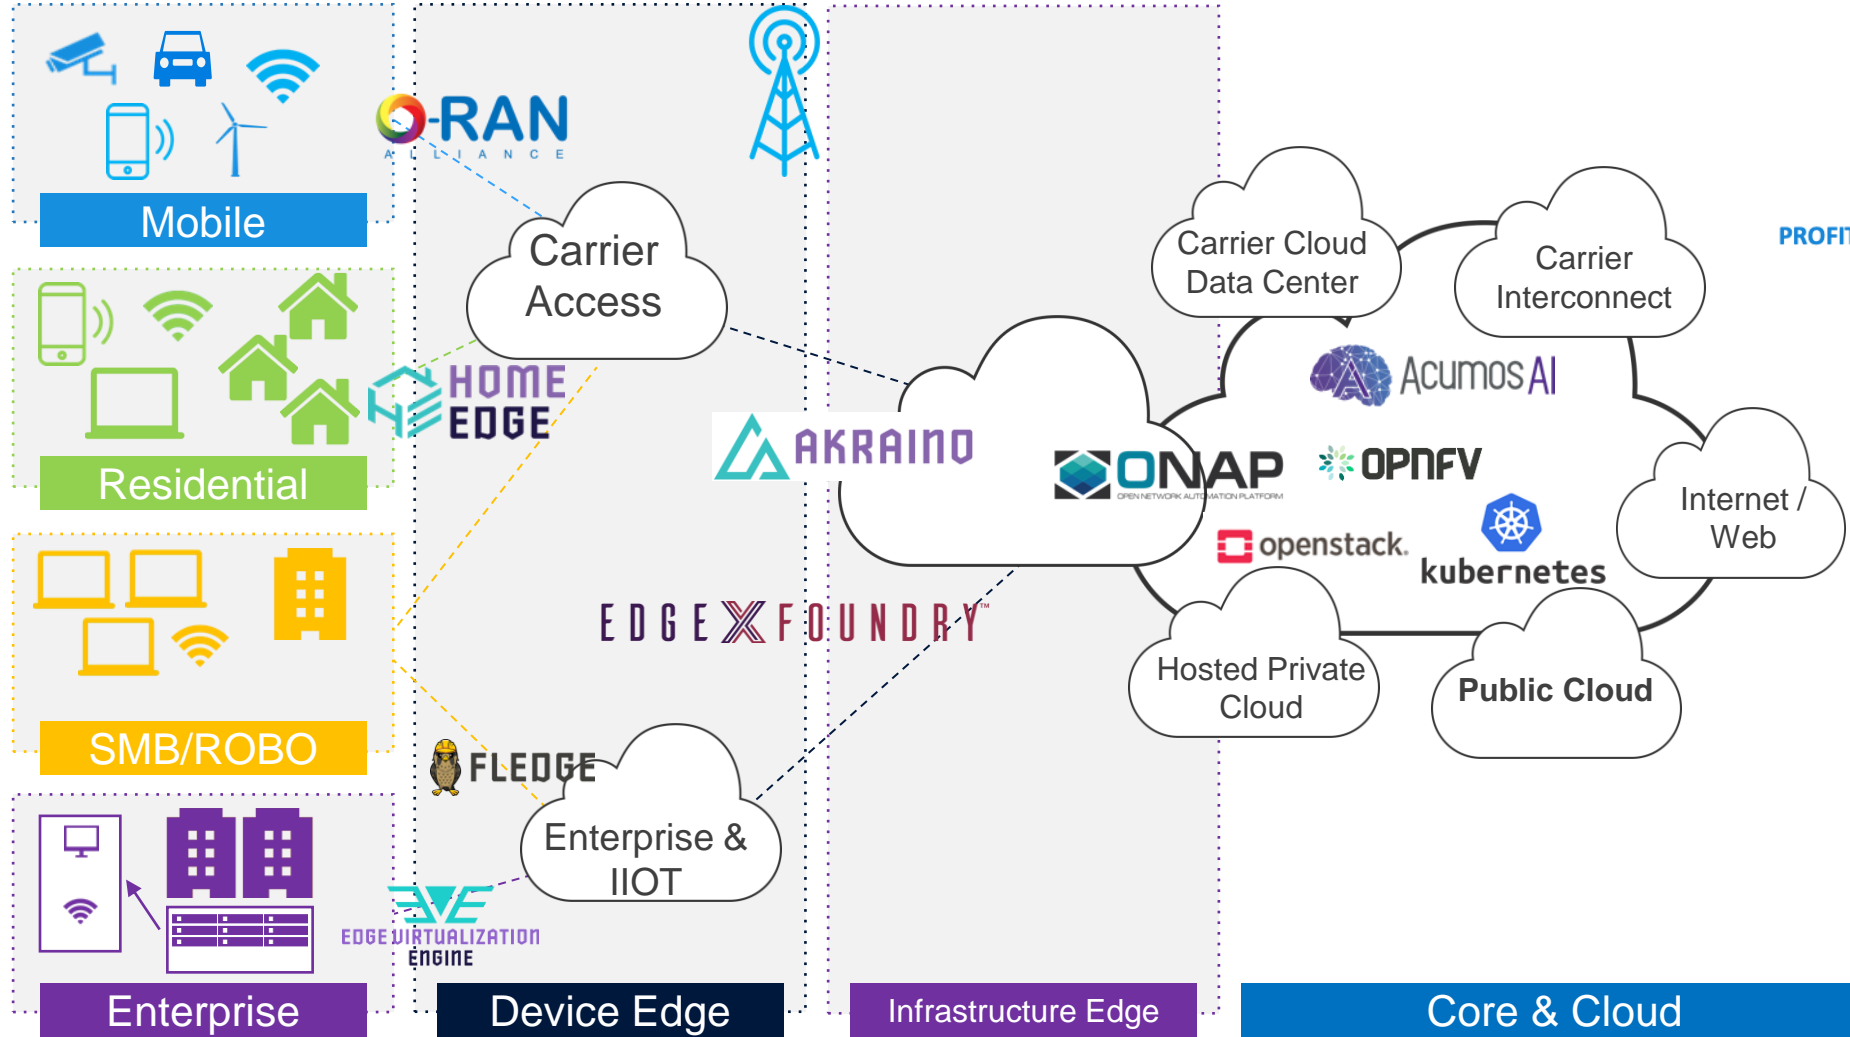 Mobile
O-RAN
ALLIANCE
Carrier
Access
Residential
HOME
EDGE
SMB/ROBO
Enterprise
AKRAINO
EDGE X FOUNDRY™
FLEDGE
Enterprise &
IIOT
EDGE VIRTUALIZATION
ENGINE
Device Edge
Infrastructure Edge
Carrier Cloud
Data Center
Carrier
Interconnect
PROFIT
Acumos AI
ONAP
OPEN NETWORK AUTOMATION PLATFORM
OPNFV
openstack.
kubernetes
Internet /
Web
Hosted Private
Cloud
Public Cloud
Core & Cloud